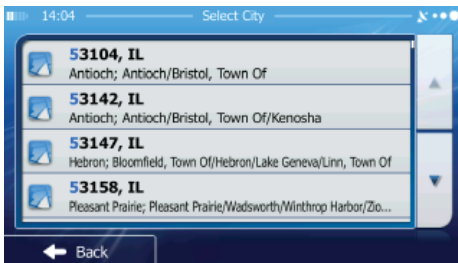 14:04
Select City
53104, IL
Antioch; Antioch/Bristol, Town Of
53142, IL
Antioch; Antioch/Bristol, Town Of/Kenosha
53147, IL
Hebron; Bloomfield, Town Of/Hebron/Lake Geneva/Linn, Town Of
53158, IL
Pleasant Prairie; Pleasant Prairie/Wadsworth/Winthrop Harbor/Zio...
Back